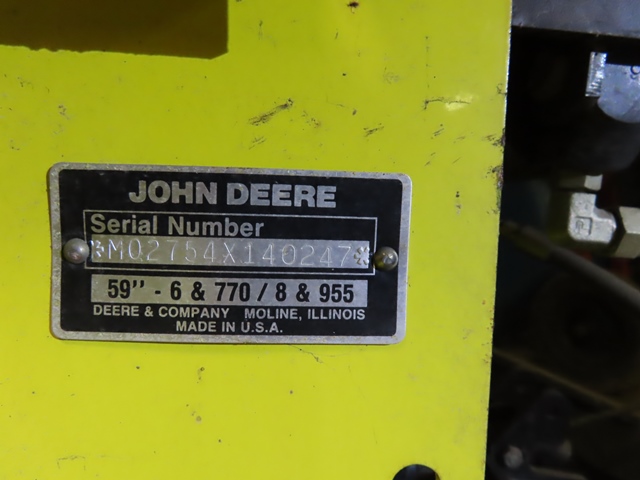 JOHN DEERE
Serial Number
*M02754X140247*
59" - 6 & 770 / 8 & 955
DEERE & COMPANY MOLINE, ILLINOIS
MADE IN U.S.A.